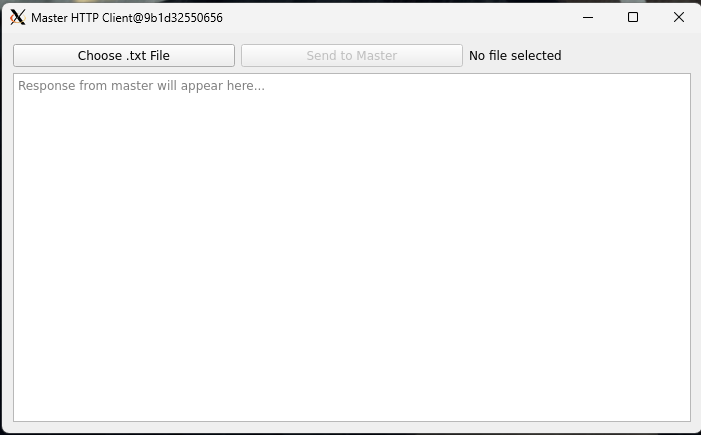 Master HTTP Client@9b1d32550656
Choose .txt File Send to Master No file selected
Response from master will appear here...